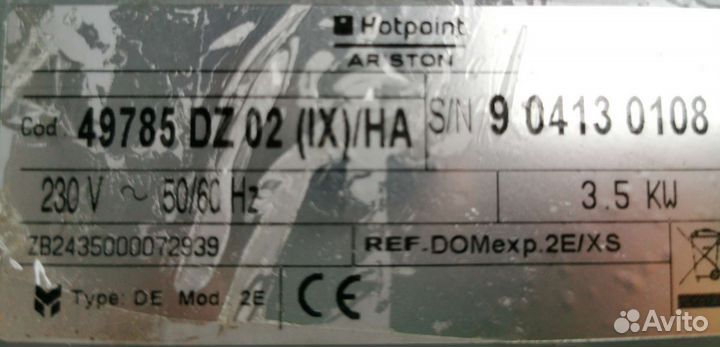 Hotpoint
ARISTON
Cod. 49785 DZ 02 (IX)/HA S/N 9 0413 0108
230 V ~ 50/60 Hz 3.5 KW
ZB2435000072939 REF-DOMexp.2E/XS
Type: DE Mod. 2E CE
Avito